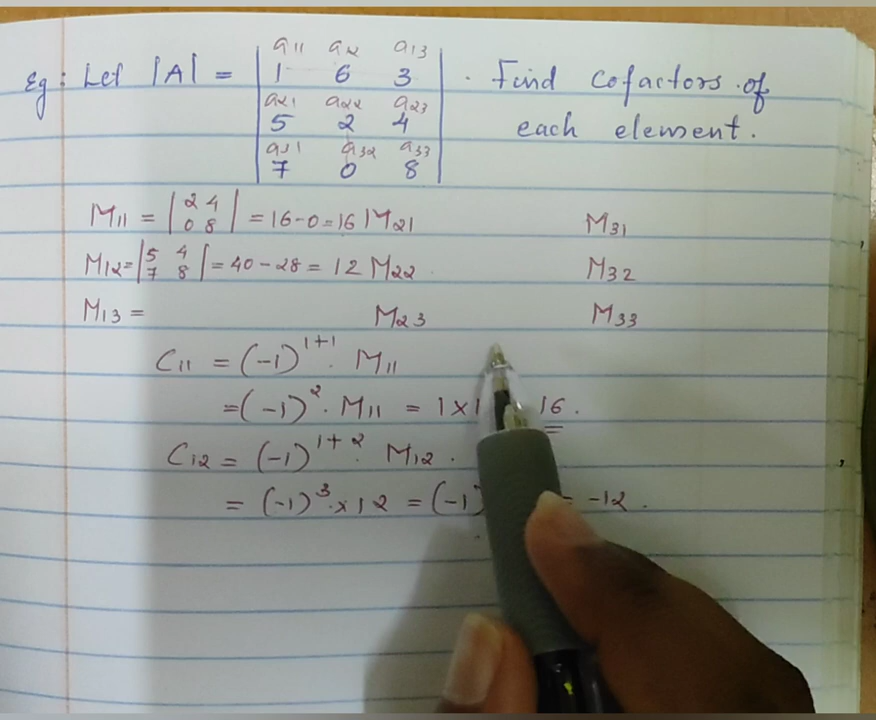 a11 a12 a13
Eg: Let |A| = | 1 6 3 | . Find cofactors of
a21 a22 a23
5 2 4 each element.
a31 a32 a33
7 0 8
M11 = | 2 4 0 8 | = 16 - 0 = 16 | M21 M31
M12 = | 5 4 7 8 | = 40 - 28 = 12 M22 M32
M13 = M23 M33
C11 = (-1)^1+1 . M11
= (-1)^2 . M11 = 1 × 1 16.
C12 = (-1)^1+2 . M12.
= (-1)^3 . × 12 = (-1) = -12.